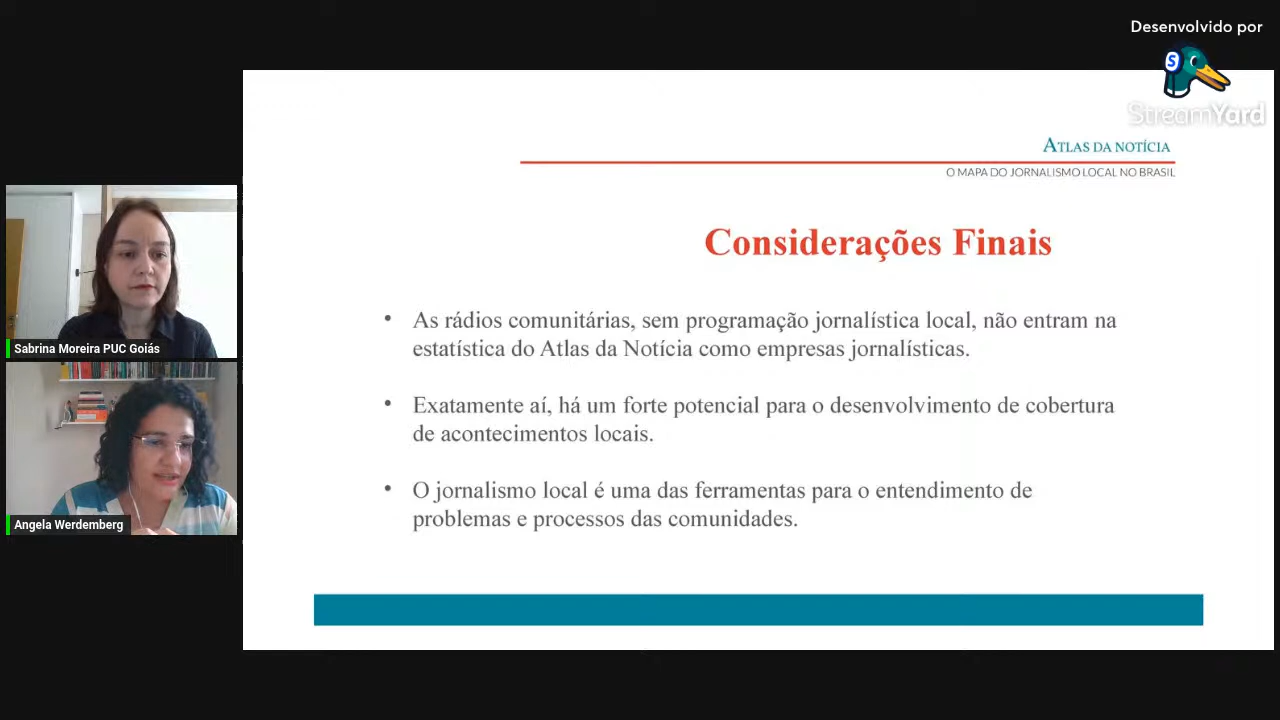 Desenvolvido por
S
StreamYard
ATLAS DA NOTÍCIA
O MAPA DO JORNALISMO LOCAL NO BRASIL
Considerações Finais
• As rádios comunitárias, sem programação jornalística local, não entram na
estatística do Atlas da Notícia como empresas jornalísticas.
• Exatamente aí, há um forte potencial para o desenvolvimento de cobertura
de acontecimentos locais.
• O jornalismo local é uma das ferramentas para o entendimento de
problemas e processos das comunidades.
Sabrina Moreira PUC Goiás
Angela Werdemberg